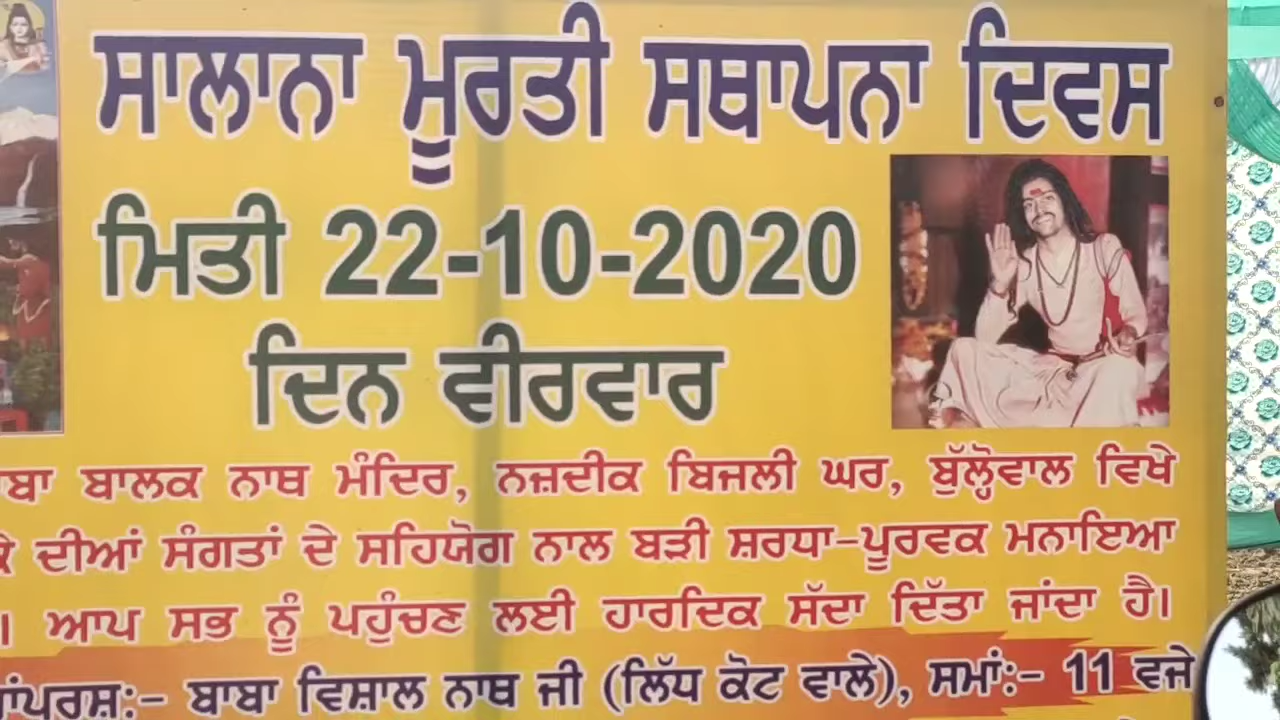 ਸਾਲਾਨਾ ਮੂਰਤੀ ਸਥਾਪਨਾ ਦਿਵਸ
ਮਿਤੀ 22-10-2020
ਦਿਨ ਵੀਰਵਾਰ
ਬਾਬਾ ਬਾਲਕ ਨਾਥ ਮੰਦਿਰ, ਨਜ਼ਦੀਕ ਬਿਜਲੀ ਘਰ, ਬੁੱਲ੍ਹੋਵਾਲ ਵਿਖੇ
ਦੀਆਂ ਸੰਗਤਾਂ ਦੇ ਸਹਿਯੋਗ ਨਾਲ ਬੜੀ ਸ਼ਰਧਾ-ਪੂਰਵਕ ਮਨਾਇਆ
। ਆਪ ਸਭ ਨੂੰ ਪਹੁੰਚਣ ਲਈ ਹਾਰਦਿਕ ਸੱਦਾ ਦਿੱਤਾ ਜਾਂਦਾ ਹੈ।
:- ਬਾਬਾ ਵਿਸ਼ਾਲ ਨਾਥ ਜੀ (ਲਿੱਧ ਕੋਟ ਵਾਲੇ), ਸਮਾਂ:- 11 ਵਜੇ